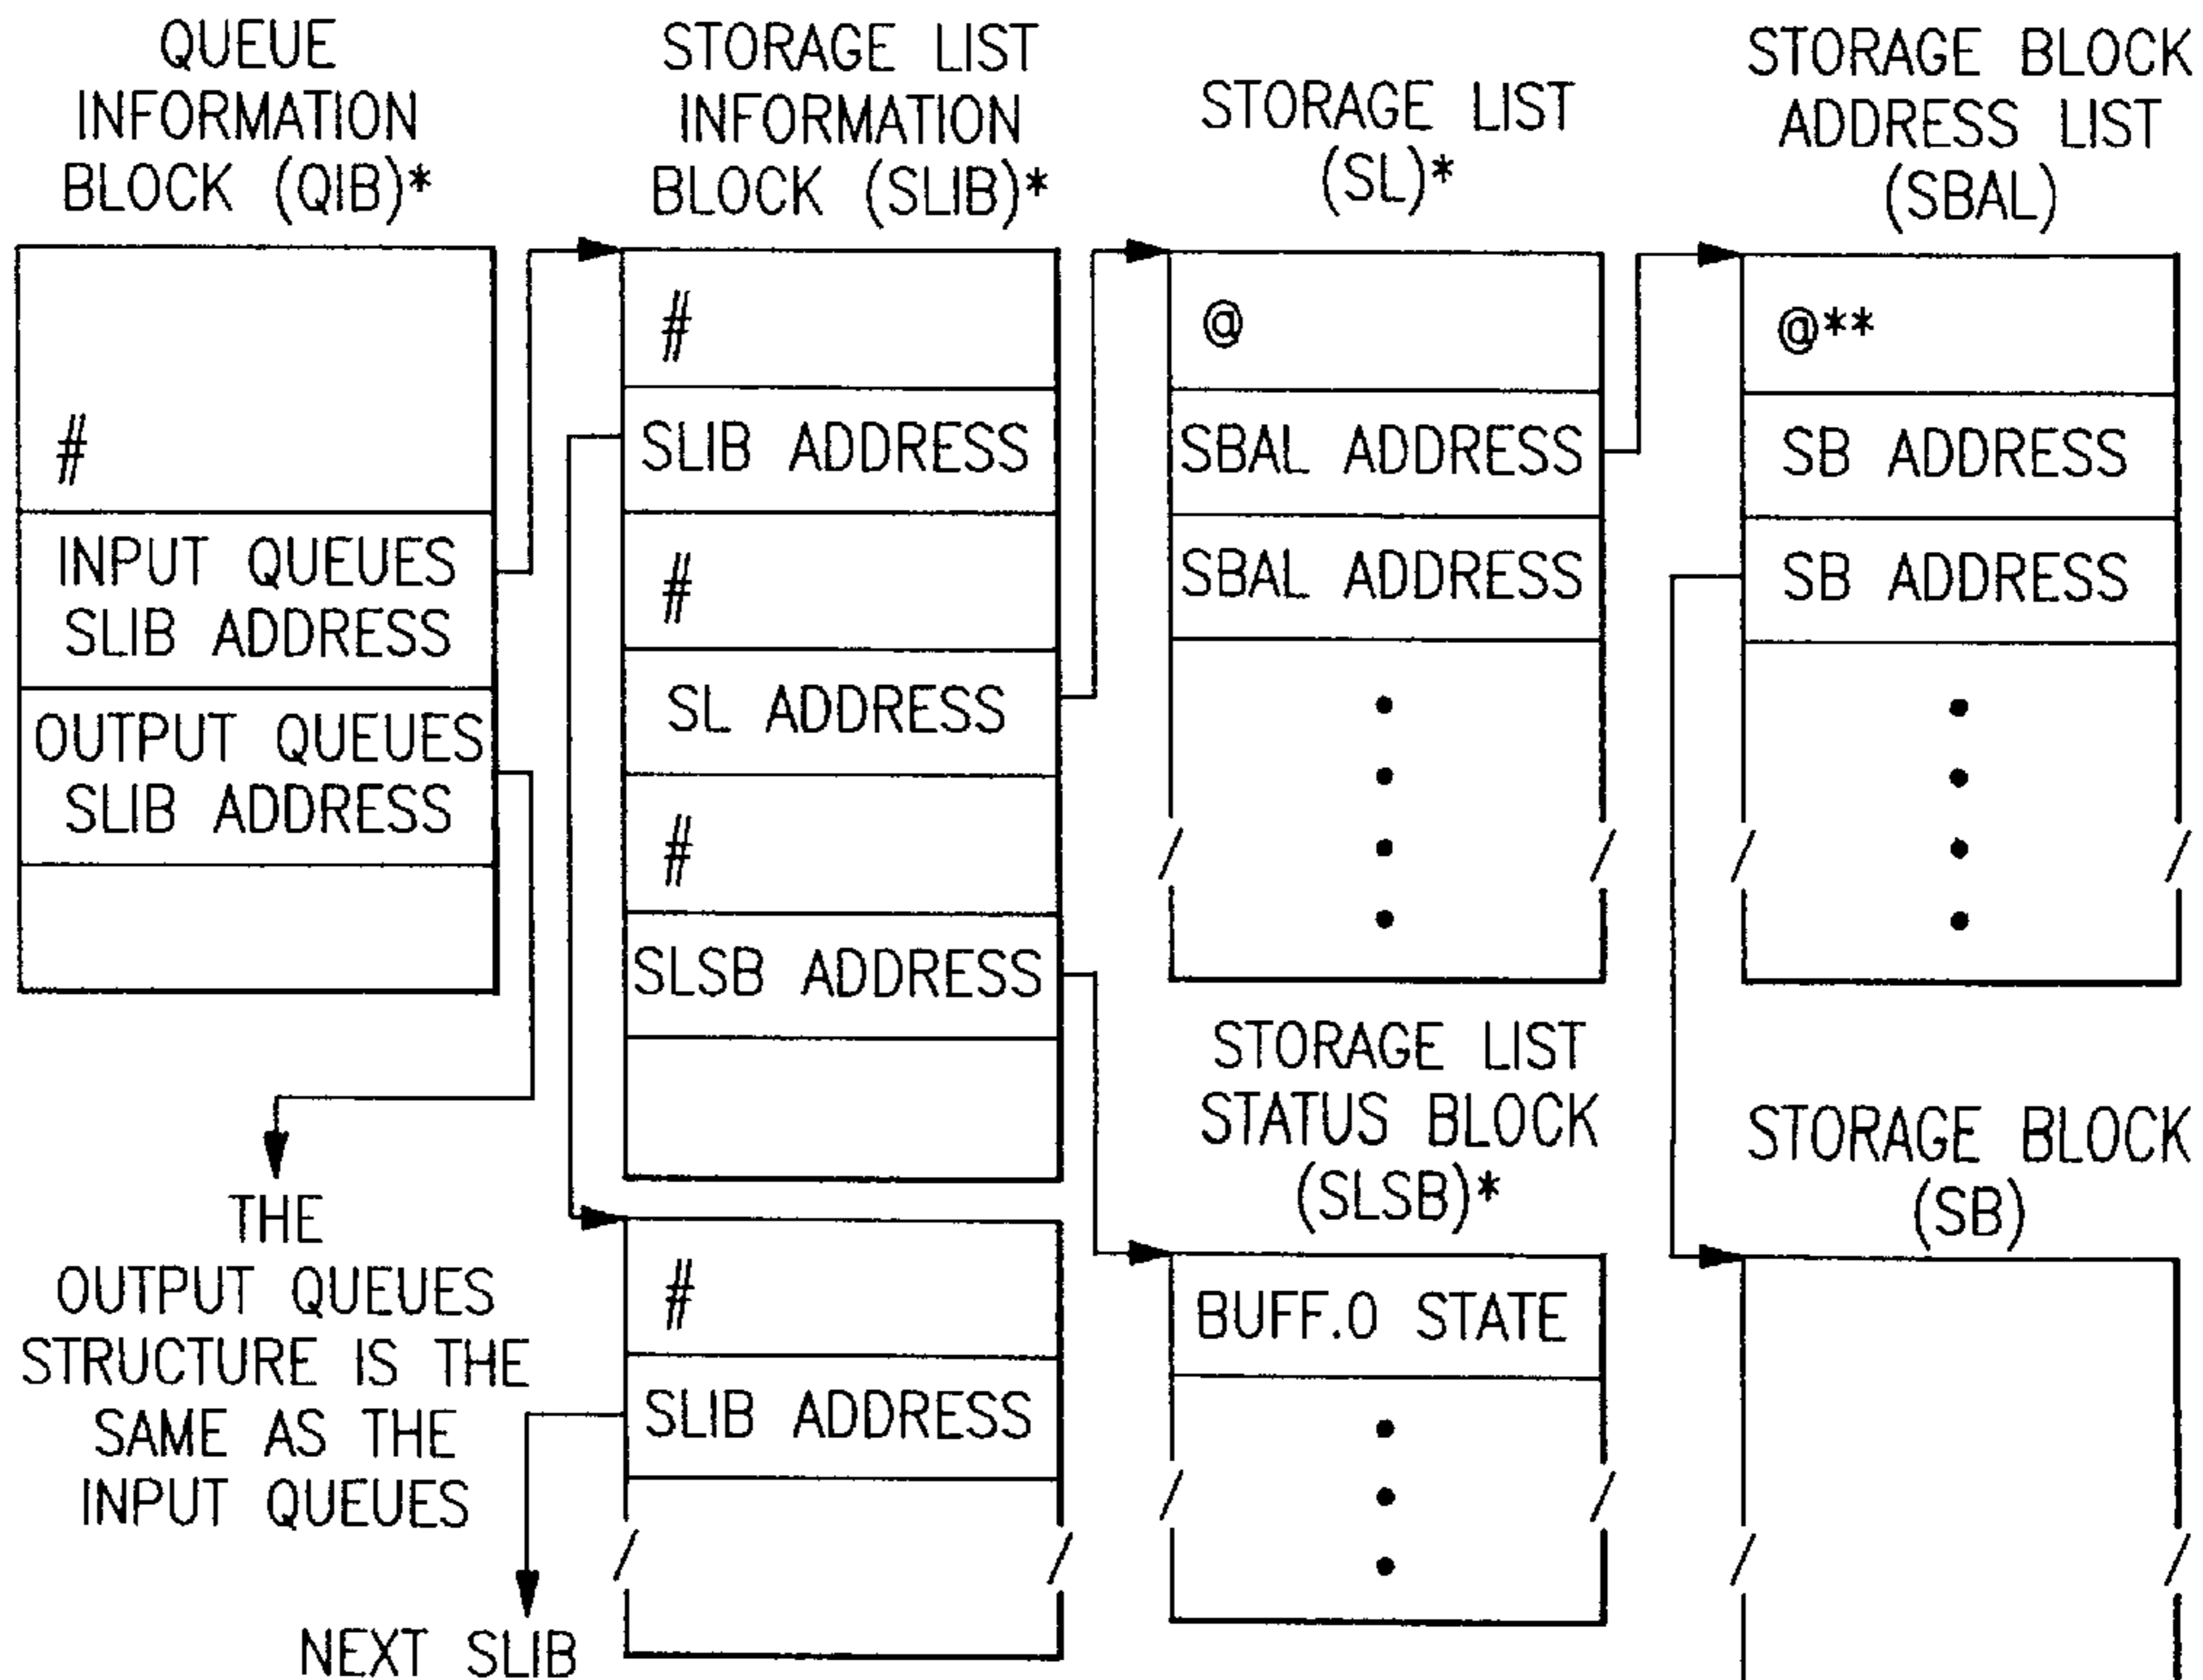 QUEUE
INFORMATION
BLOCK (QIB)*
#
INPUT QUEUES
SLIB ADDRESS
OUTPUT QUEUES
SLIB ADDRESS
THE
OUTPUT QUEUES
STRUCTURE IS THE
SAME AS THE
INPUT QUEUES
STORAGE LIST
INFORMATION
BLOCK (SLIB)*
#
SLIB ADDRESS
#
SL ADDRESS
#
SLSB ADDRESS
#
SLIB ADDRESS
NEXT SLIB
STORAGE LIST
(SL)*
@
SBAL ADDRESS
SBAL ADDRESS
STORAGE LIST
STATUS BLOCK
(SLSB)*
BUFF.0 STATE
STORAGE BLOCK
ADDRESS LIST
(SBAL)
@**
SB ADDRESS
SB ADDRESS
STORAGE BLOCK
(SB)